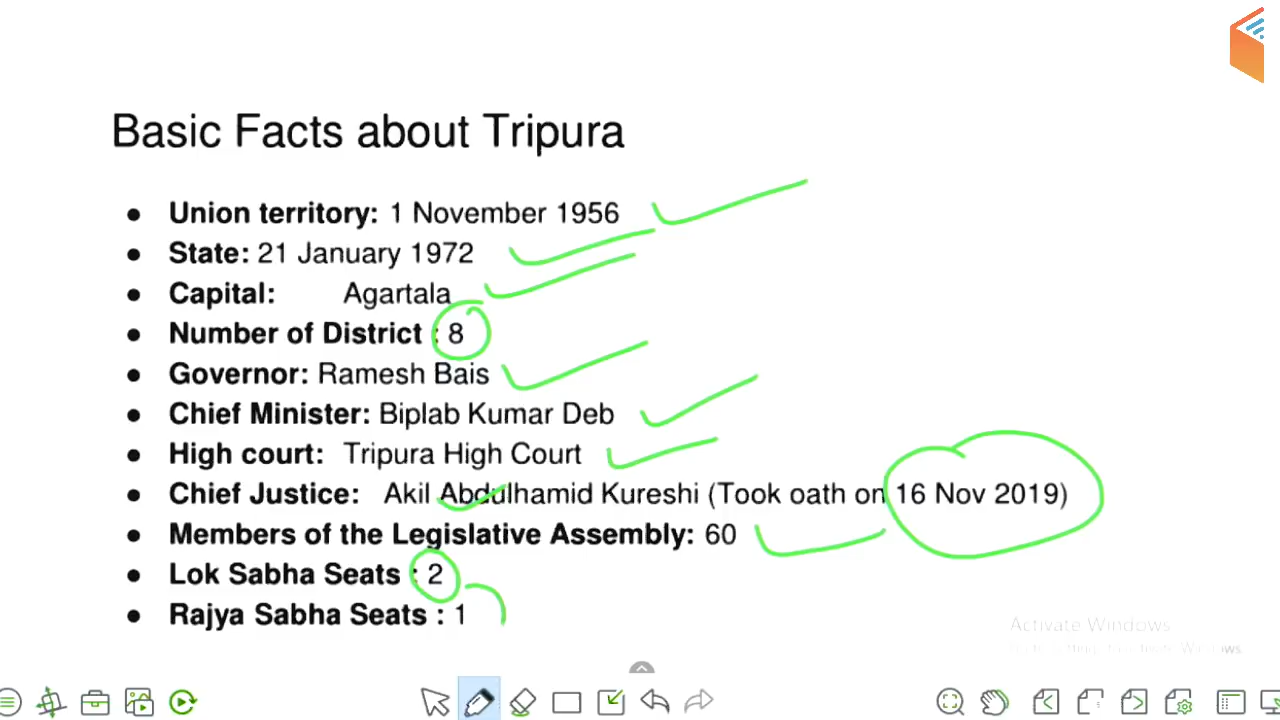 Basic Facts about Tripura
● Union territory: 1 November 1956
● State: 21 January 1972
● Capital: Agartala
● Number of District : 8
● Governor: Ramesh Bais
● Chief Minister: Biplab Kumar Deb
● High court: Tripura High Court
● Chief Justice: Akil Abdulhamid Kureshi (Took oath on 16 Nov 2019)
● Members of the Legislative Assembly: 60
● Lok Sabha Seats : 2
● Rajya Sabha Seats : 1
Activate Windows